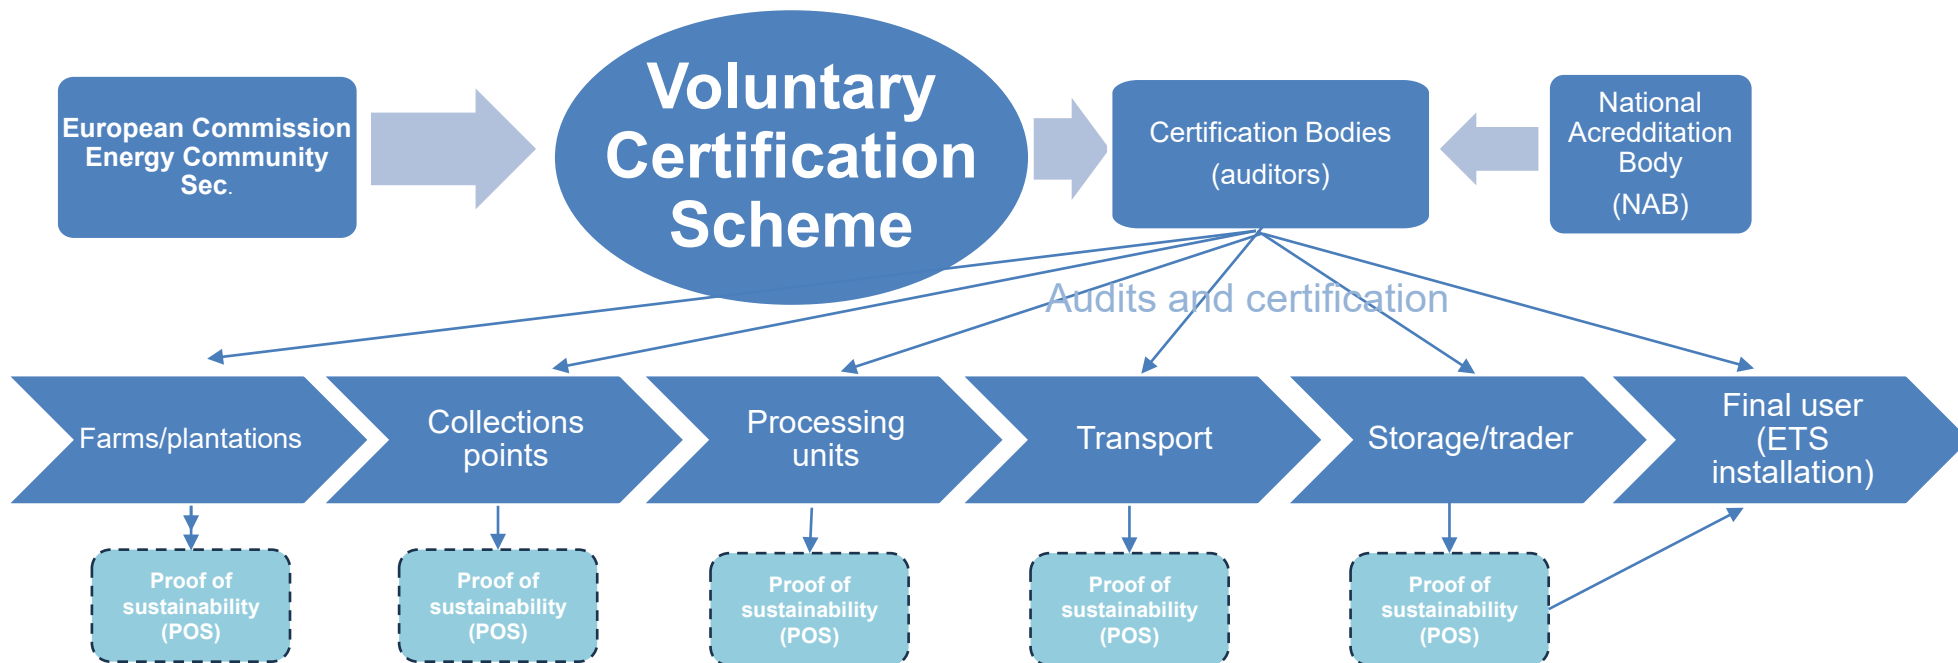 European Commission
Energy Community
Sec.
Voluntary
Certification
Scheme
Certification Bodies
(auditors)
National
Acredditation
Body
(NAB)
Audits and certification
Farms/plantations
Collections
points
Processing
units
Transport
Storage/trader
Final user
(ETS
installation)
Proof of
sustainability
(POS)
Proof of
sustainability
(POS)
Proof of
sustainability
(POS)
Proof of
sustainability
(POS)
Proof of
sustainability
(POS)